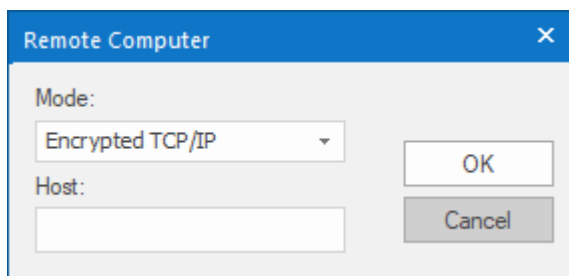 Remote Computer
Mode:
Encrypted TCP/IP
Host:
OK
Cancel